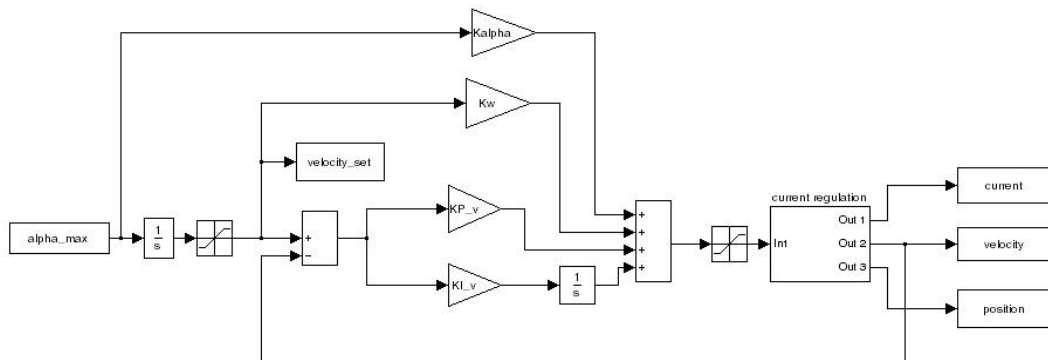 Kalpha
Kw
velocity_set
current regulation
current
KP_v
alpha_max
1
s
+
−
+
+
+
+
In1
Out 1
Out 2
Out 3
velocity
KI_v
1
s
position